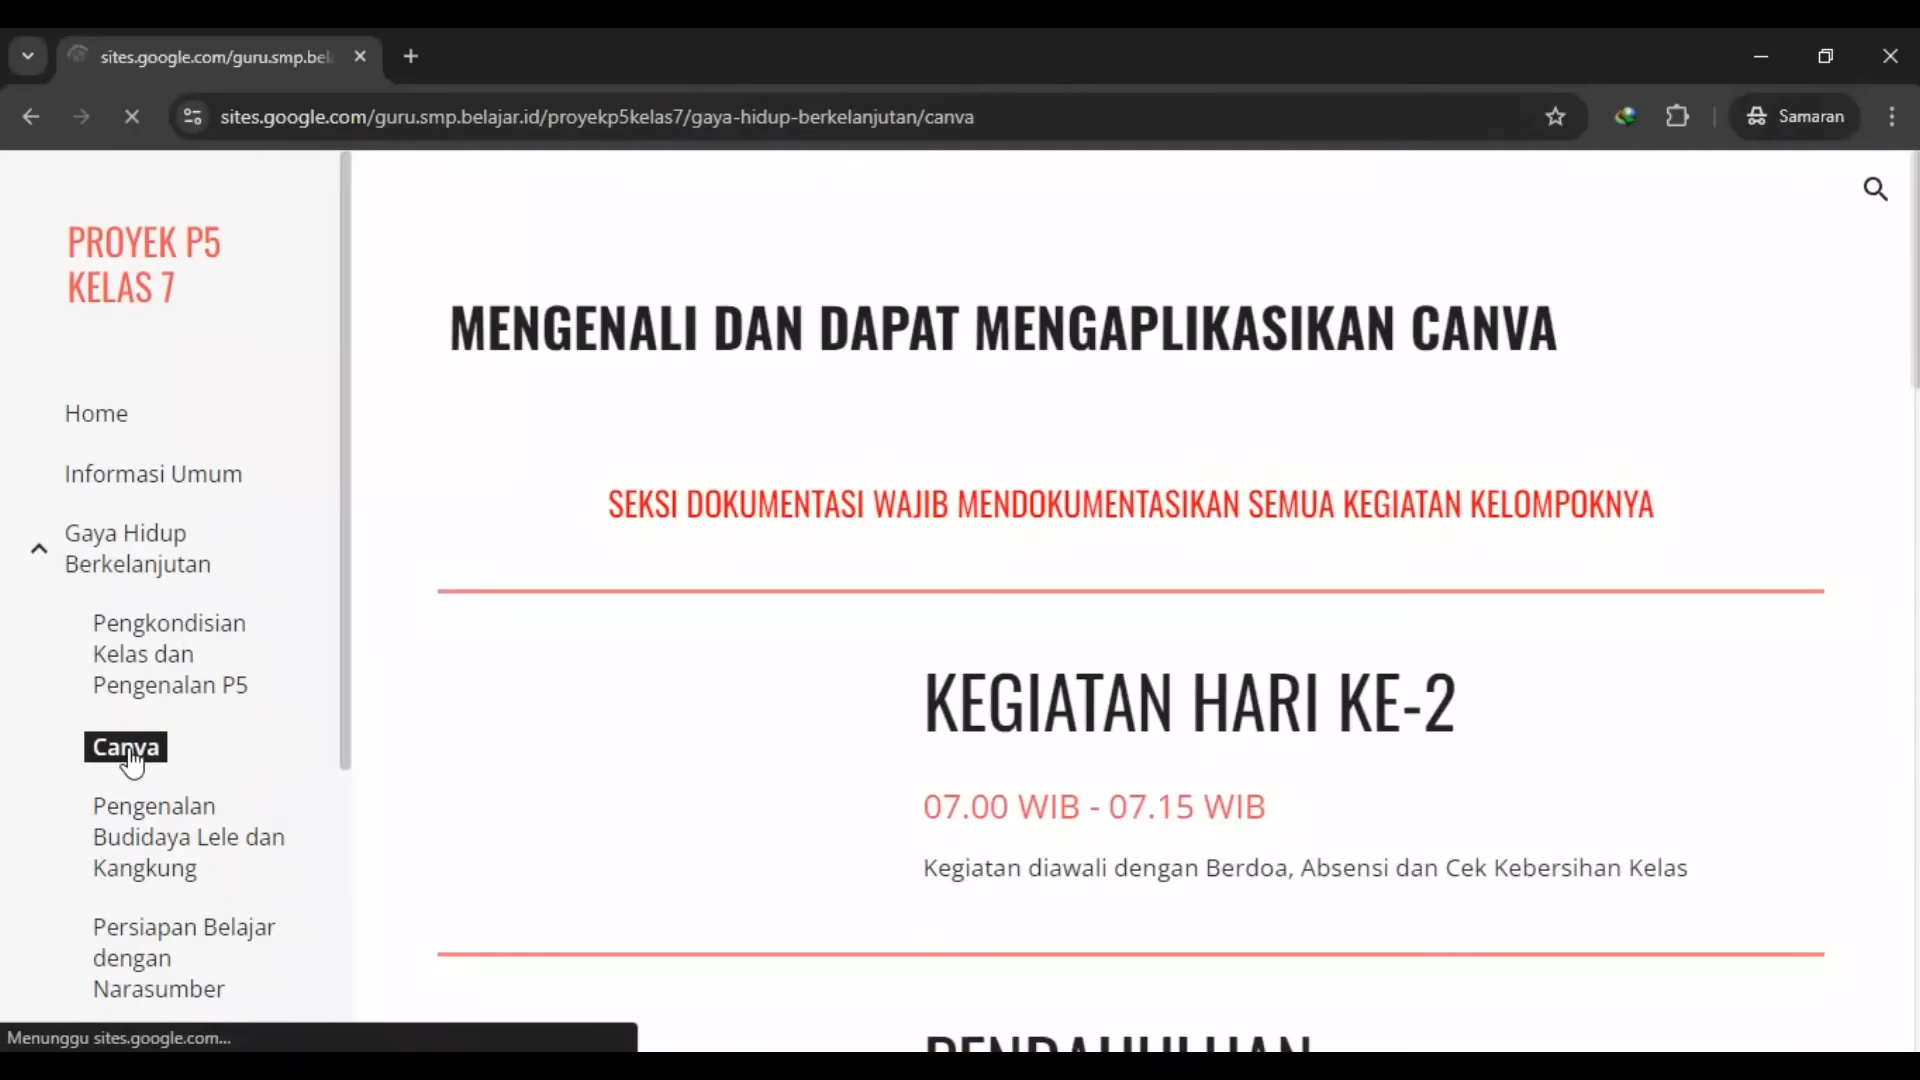 sites.google.com/guru.smp.bel
sites.google.com/guru.smp.belajar.id/proyekp5kelas7/gaya-hidup-berkelanjutan/canva
Samaran
PROYEK P5
KELAS 7
Home
Informasi Umum
Gaya Hidup
Berkelanjutan
Pengkondisian
Kelas dan
Pengenalan P5
Canva
Pengenalan
Budidaya Lele dan
Kangkung
Persiapan Belajar
dengan
Narasumber
Menunggu sites.google.com...
MENGENALI DAN DAPAT MENGAPLIKASIKAN CANVA
SEKSI DOKUMENTASI WAJIB MENDOKUMENTASIKAN SEMUA KEGIATAN KELOMPOKNYA
KEGIATAN HARI KE-2
07.00 WIB - 07.15 WIB
Kegiatan diawali dengan Berdoa, Absensi dan Cek Kebersihan Kelas
PENDAHULUAN